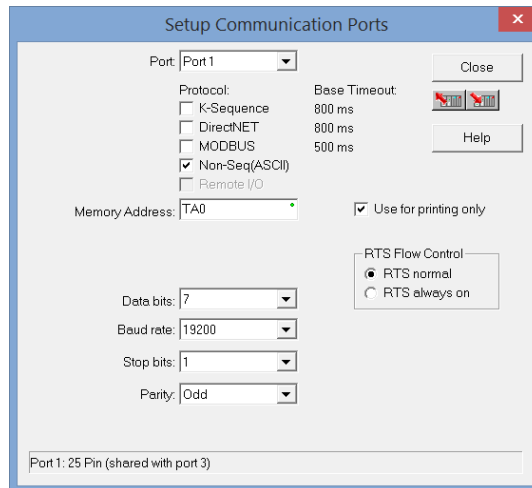 Setup Communication Ports
x
Port: Port 1
Close
Protocol: Base Timeout:
K-Sequence 800 ms
DirectNET 800 ms
MODBUS 500 ms
Help
Non-Seq(ASCII)
Remote I/O
Memory Address: TA0
Use for printing only
RTS Flow Control
RTS normal
RTS always on
Data bits: 7
Baud rate: 19200
Stop bits: 1
Parity: Odd
Port 1: 25 Pin (shared with port 3)